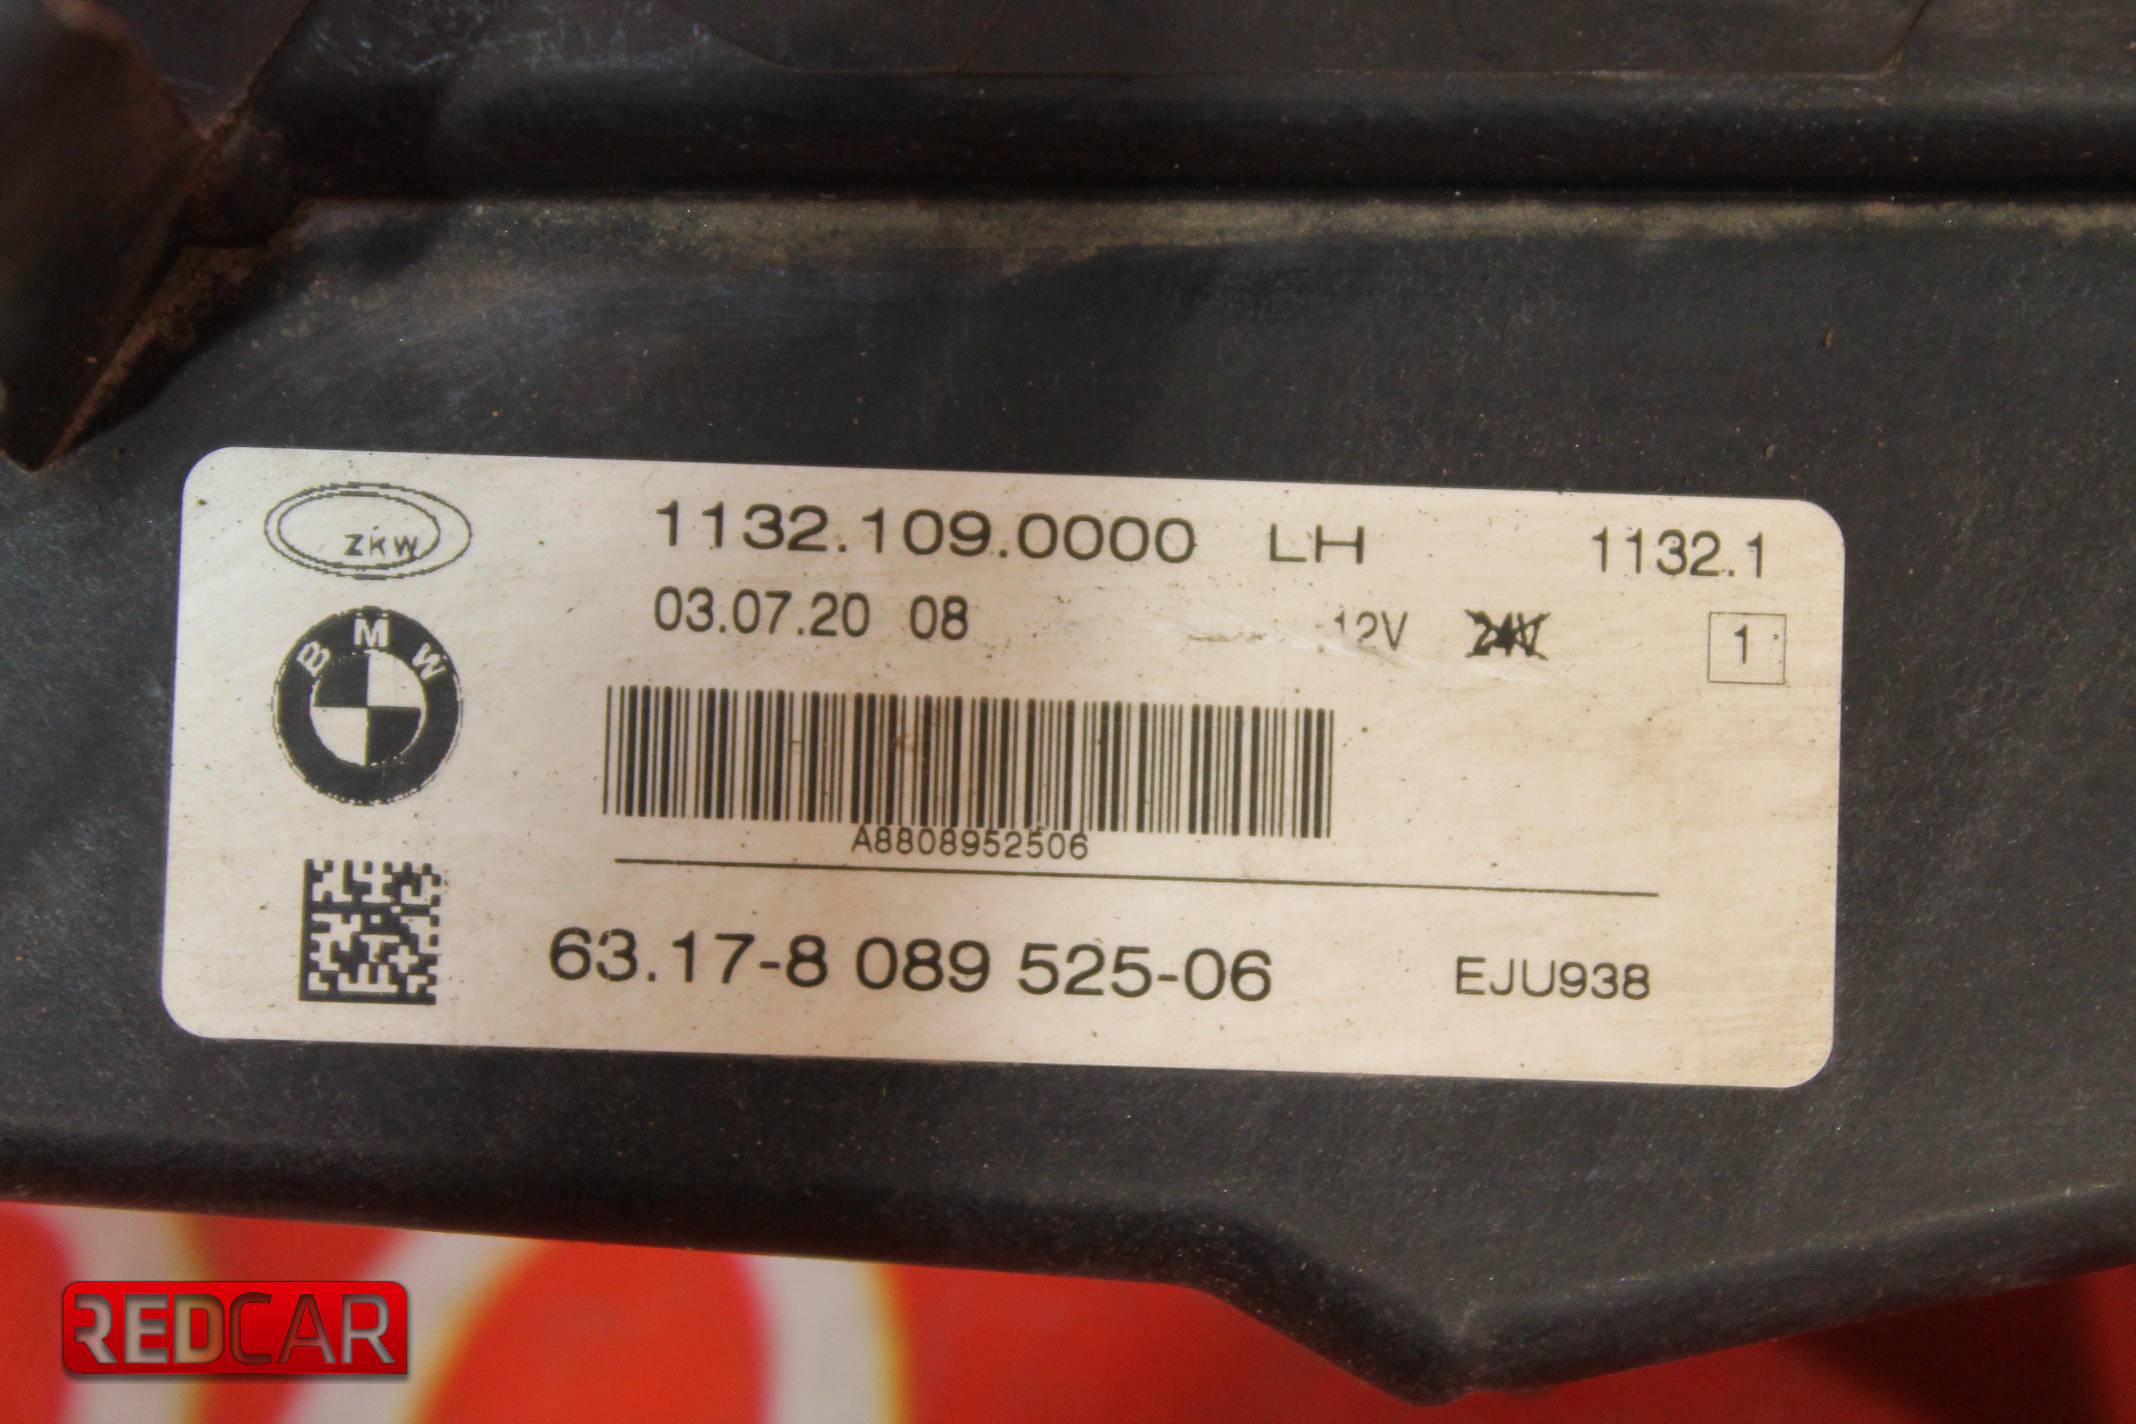 ZKW 1132.109.0000 LH 1132.1
03.07.20 08 12V 24V 1
BMW
A8808952506
63.17-8 089 525-06 EJU938
REDCAR